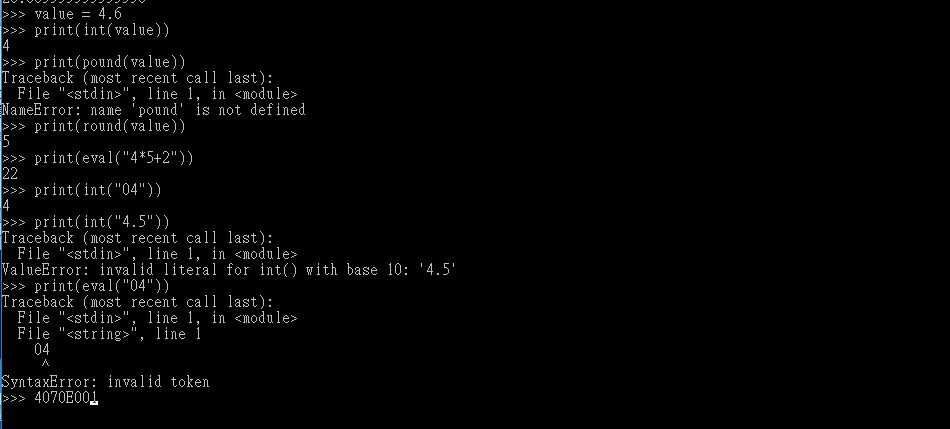 >>> value = 4.6
>>> print(int(value))
4
>>> print(pound(value))
Traceback (most recent call last):
  File "<stdin>", line 1, in <module>
NameError: name 'pound' is not defined
>>> print(round(value))
5
>>> print(eval("4*5+2"))
22
>>> print(int("04"))
4
>>> print(int("4.5"))
Traceback (most recent call last):
  File "<stdin>", line 1, in <module>
ValueError: invalid literal for int() with base 10: '4.5'
>>> print(eval("04"))
Traceback (most recent call last):
  File "<stdin>", line 1, in <module>
  File "<string>", line 1
    04
     ^
SyntaxError: invalid token
>>> 4070E001